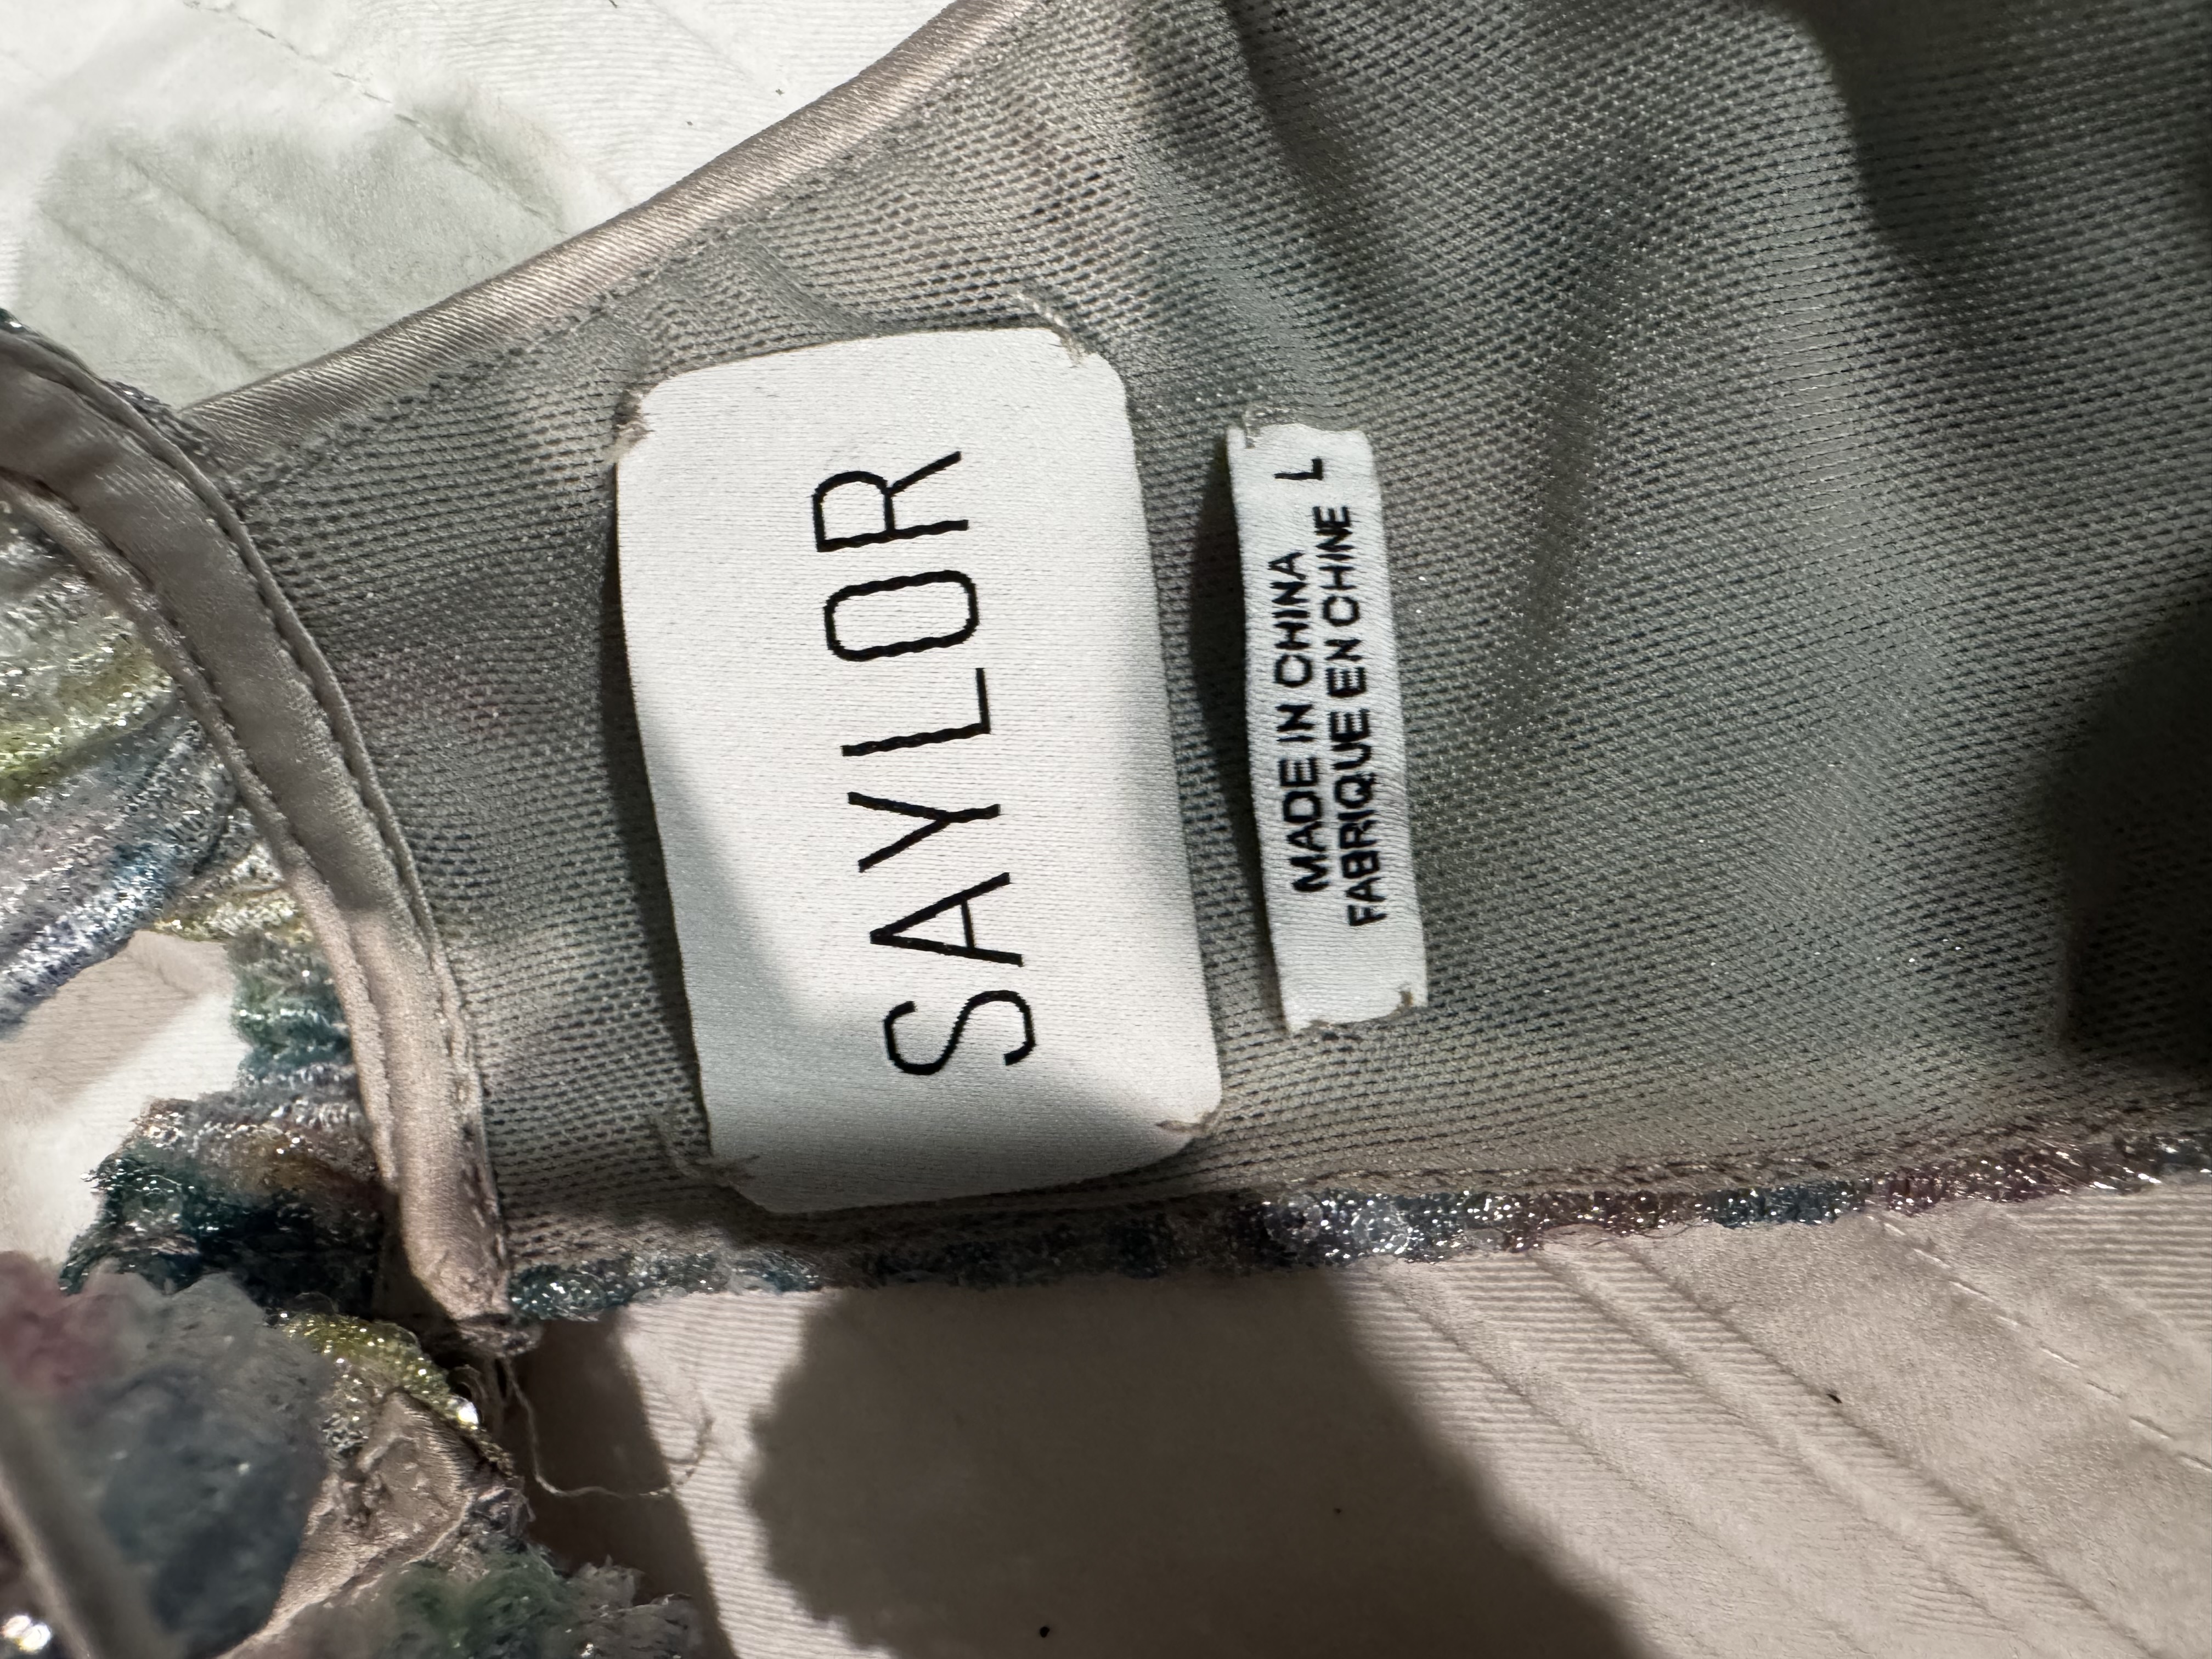 SAYLOR
MADE IN CHINA L
FABRIQUE EN CHINE